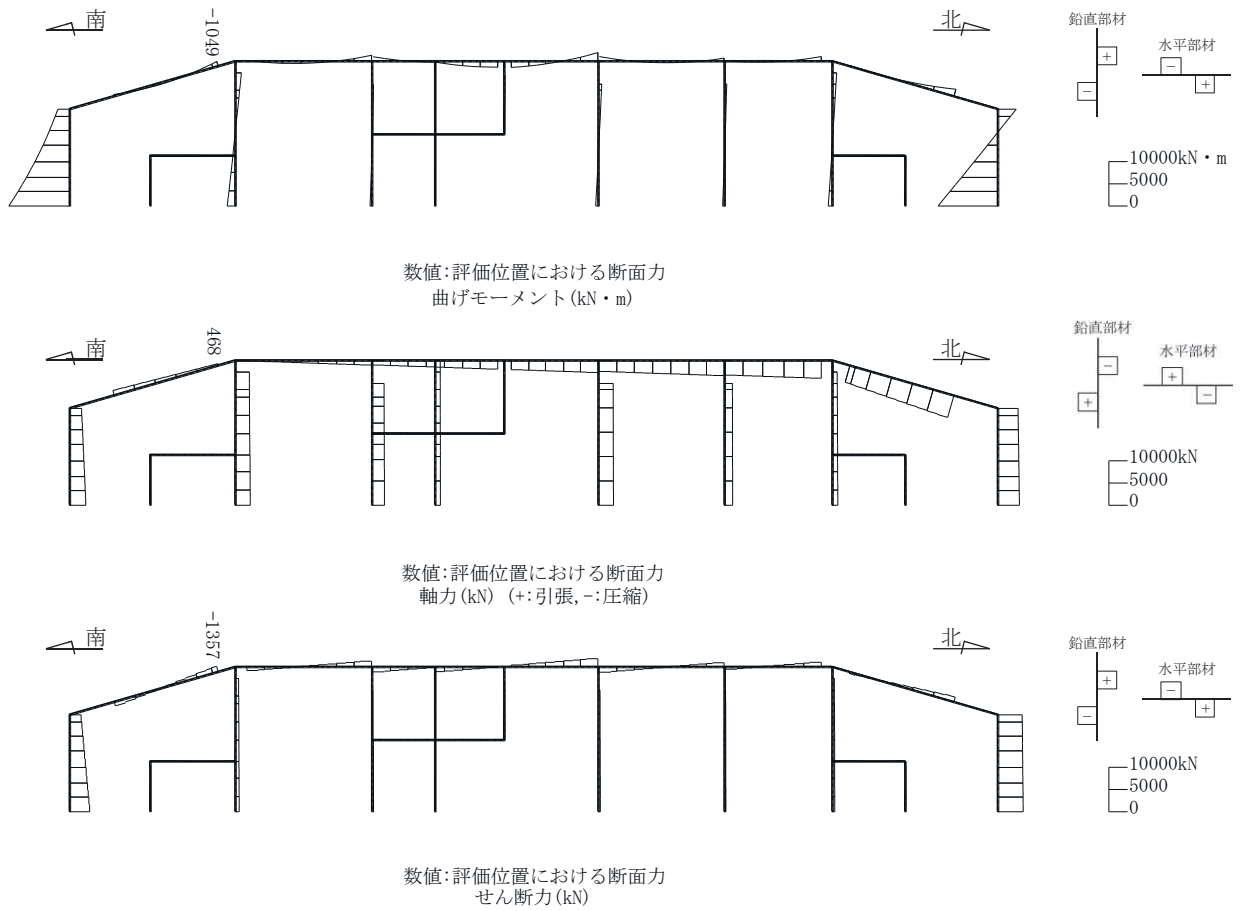 南
-1049
北
鉛直部材
+
−
水平部材
−
+
10000kN・m
5000
0
数値:評価位置における断面力
曲げモーメント(kN・m)
南
468
北
鉛直部材
−
+
水平部材
+
−
10000kN
5000
0
数値:評価位置における断面力
軸力(kN) (+:引張,-:圧縮)
南
-1357
北
鉛直部材
+
−
水平部材
−
+
10000kN
5000
0
数値:評価位置における断面力
せん断力(kN)